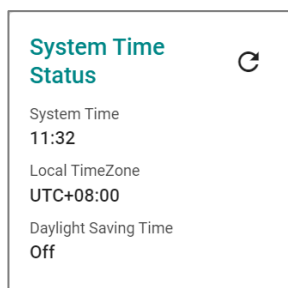 System Time
Status
System Time
11:32
Local TimeZone
UTC+08:00
Daylight Saving Time
Off